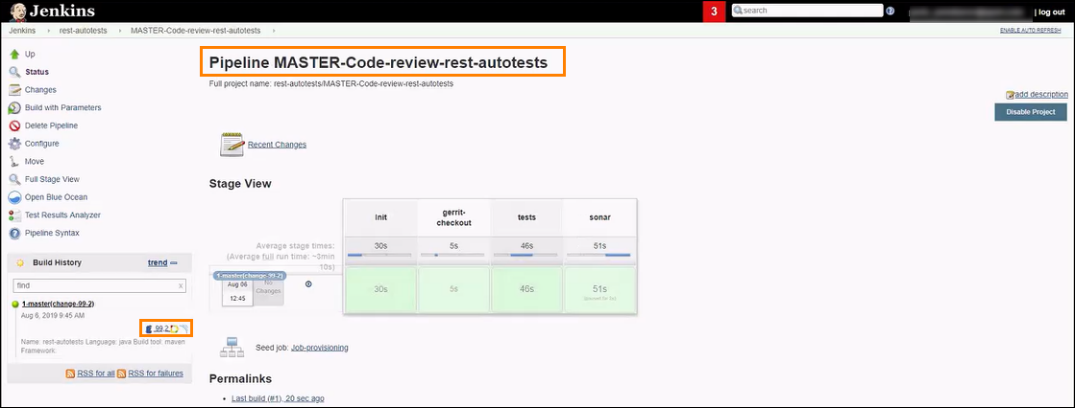 Jenkins
3
search
| log out
Jenkins
rest-autotests
MASTER-Code-review-rest-autotests
ENABLE AUTO REFRESH
Up
Status
Changes
Build with Parameters
Delete Pipeline
Configure
Move
Full Stage View
Open Blue Ocean
Test Results Analyzer
Pipeline Syntax
Build History
trend
find
x
1-master(change-99-2)
Aug 6, 2019 9:45 AM
99,2
Name: rest-autotests Language: java Build tool: maven
Framework:
RSS for all
RSS for failures
Pipeline MASTER-Code-review-rest-autotests
Full project name: rest-autotests/MASTER-Code-review-rest-autotests
add description
Disable Project
Recent Changes
Stage View
Init
gerrit-
checkout
tests
sonar
Average stage times:
30s
5s
46s
51s
(Average full run time: ~3min
10s)
1-master(change-99-2)
Aug 06
12:45
No
Changes
30s
5s
46s
51s
Seed job: Job-provisioning
Permalinks
Last build (#1), 20 sec ago